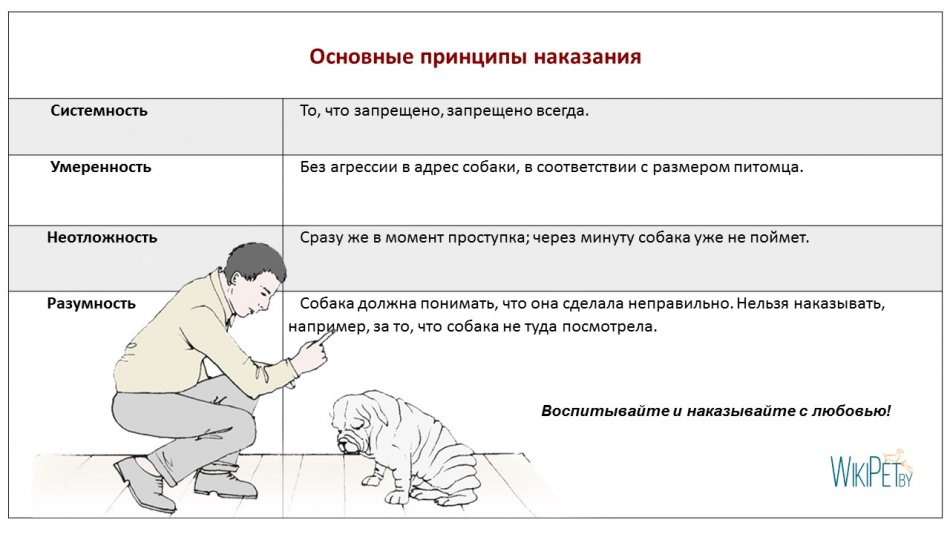 Основные принципы наказания
Системность
То, что запрещено, запрещено всегда.
Умеренность
Без агрессии в адрес собаки, в соответствии с размером питомца.
Неотложность
Сразу же в момент проступка; через минуту собака уже не поймет.
Разумность
Собака должна понимать, что она сделала неправильно. Нельзя наказывать,
например, за то, что собака не туда посмотрела.
Воспитывайте и наказывайте с любовью!
WIKIPET.BY